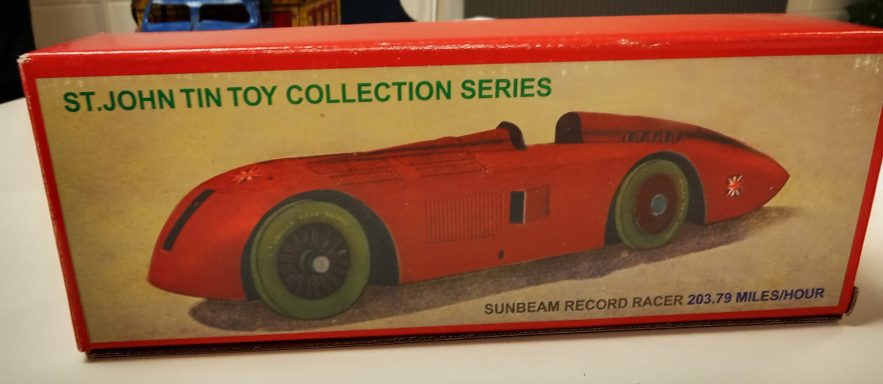 ST.JOHN TIN TOY COLLECTION SERIES
SUNBEAM RECORD RACER 203.79 MILES/HOUR